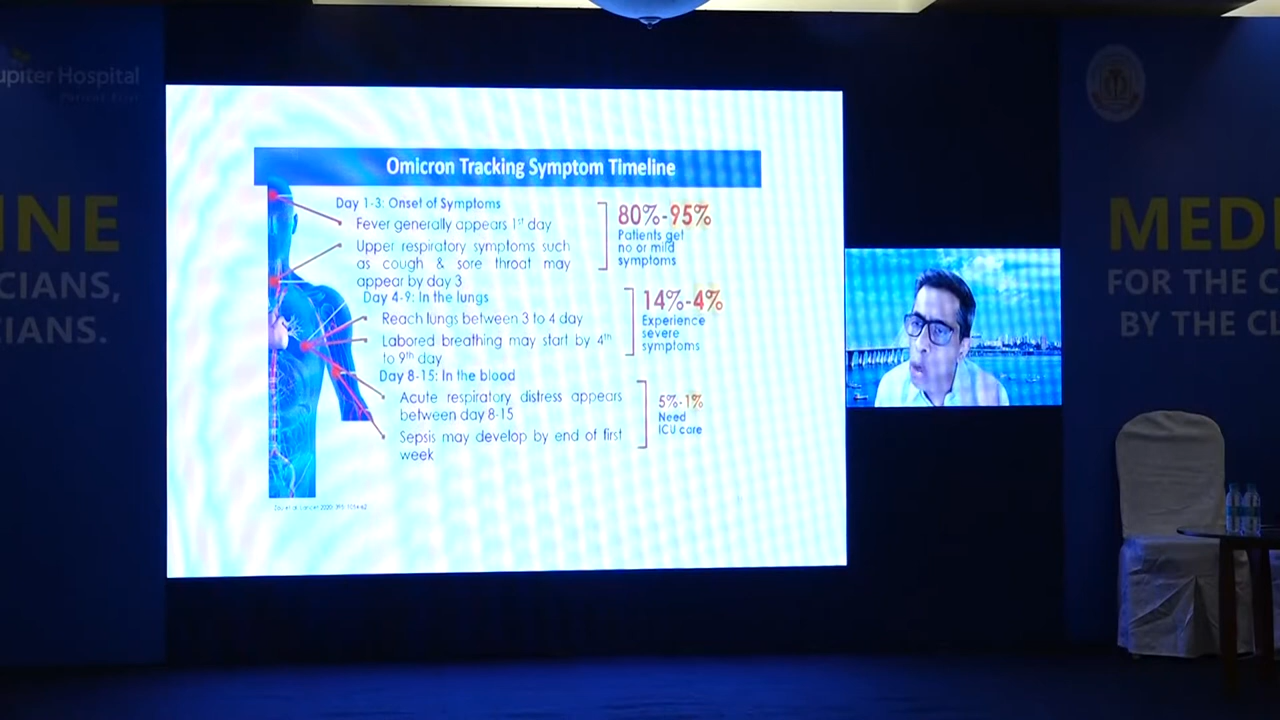 upiter Hospital
Patient First
INE
CIANS,
CIANS.
Omicron Tracking Symptom Timeline
Day 1-3: Onset of Symptoms
Fever generally appears 1st day
Upper respiratory symptoms such
as cough & sore throat may
appear by day 3
80%-95%
Patients get
no or mild
symptoms
Day 4-9: In the lungs
Reach lungs between 3 to 4 day
Labored breathing may start by 4th
to 9th day
14%-4%
Experience
severe
symptoms
Day 8-15: In the blood
Acute respiratory distress appears
between day 8-15
Sepsis may develop by end of first
week
5%-1%
Need
ICU care
MEDI
FOR THE C
BY THE CL